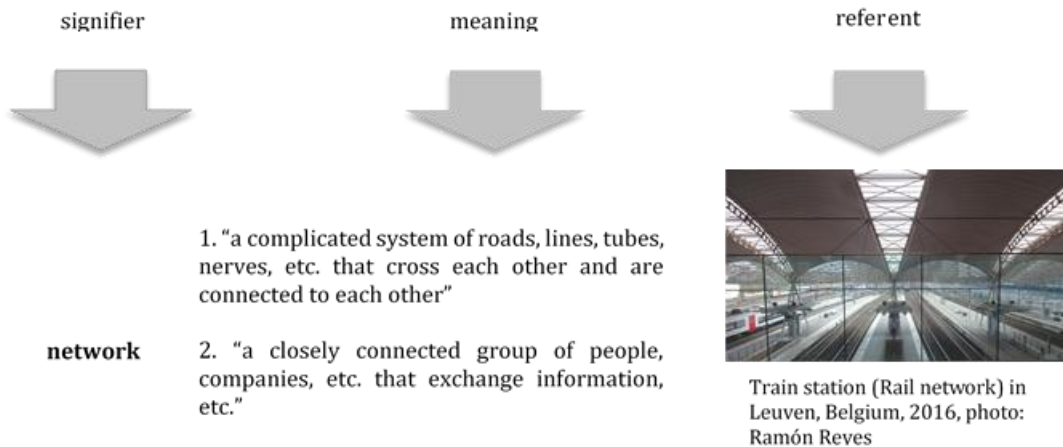 signifier
meaning
referent
1. “a complicated system of roads, lines, tubes,
nerves, etc. that cross each other and are
connected to each other”
network
2. “a closely connected group of people,
companies, etc. that exchange information,
etc.”
Train station (Rail network) in
Leuven, Belgium, 2016, photo:
Ramón Reyes